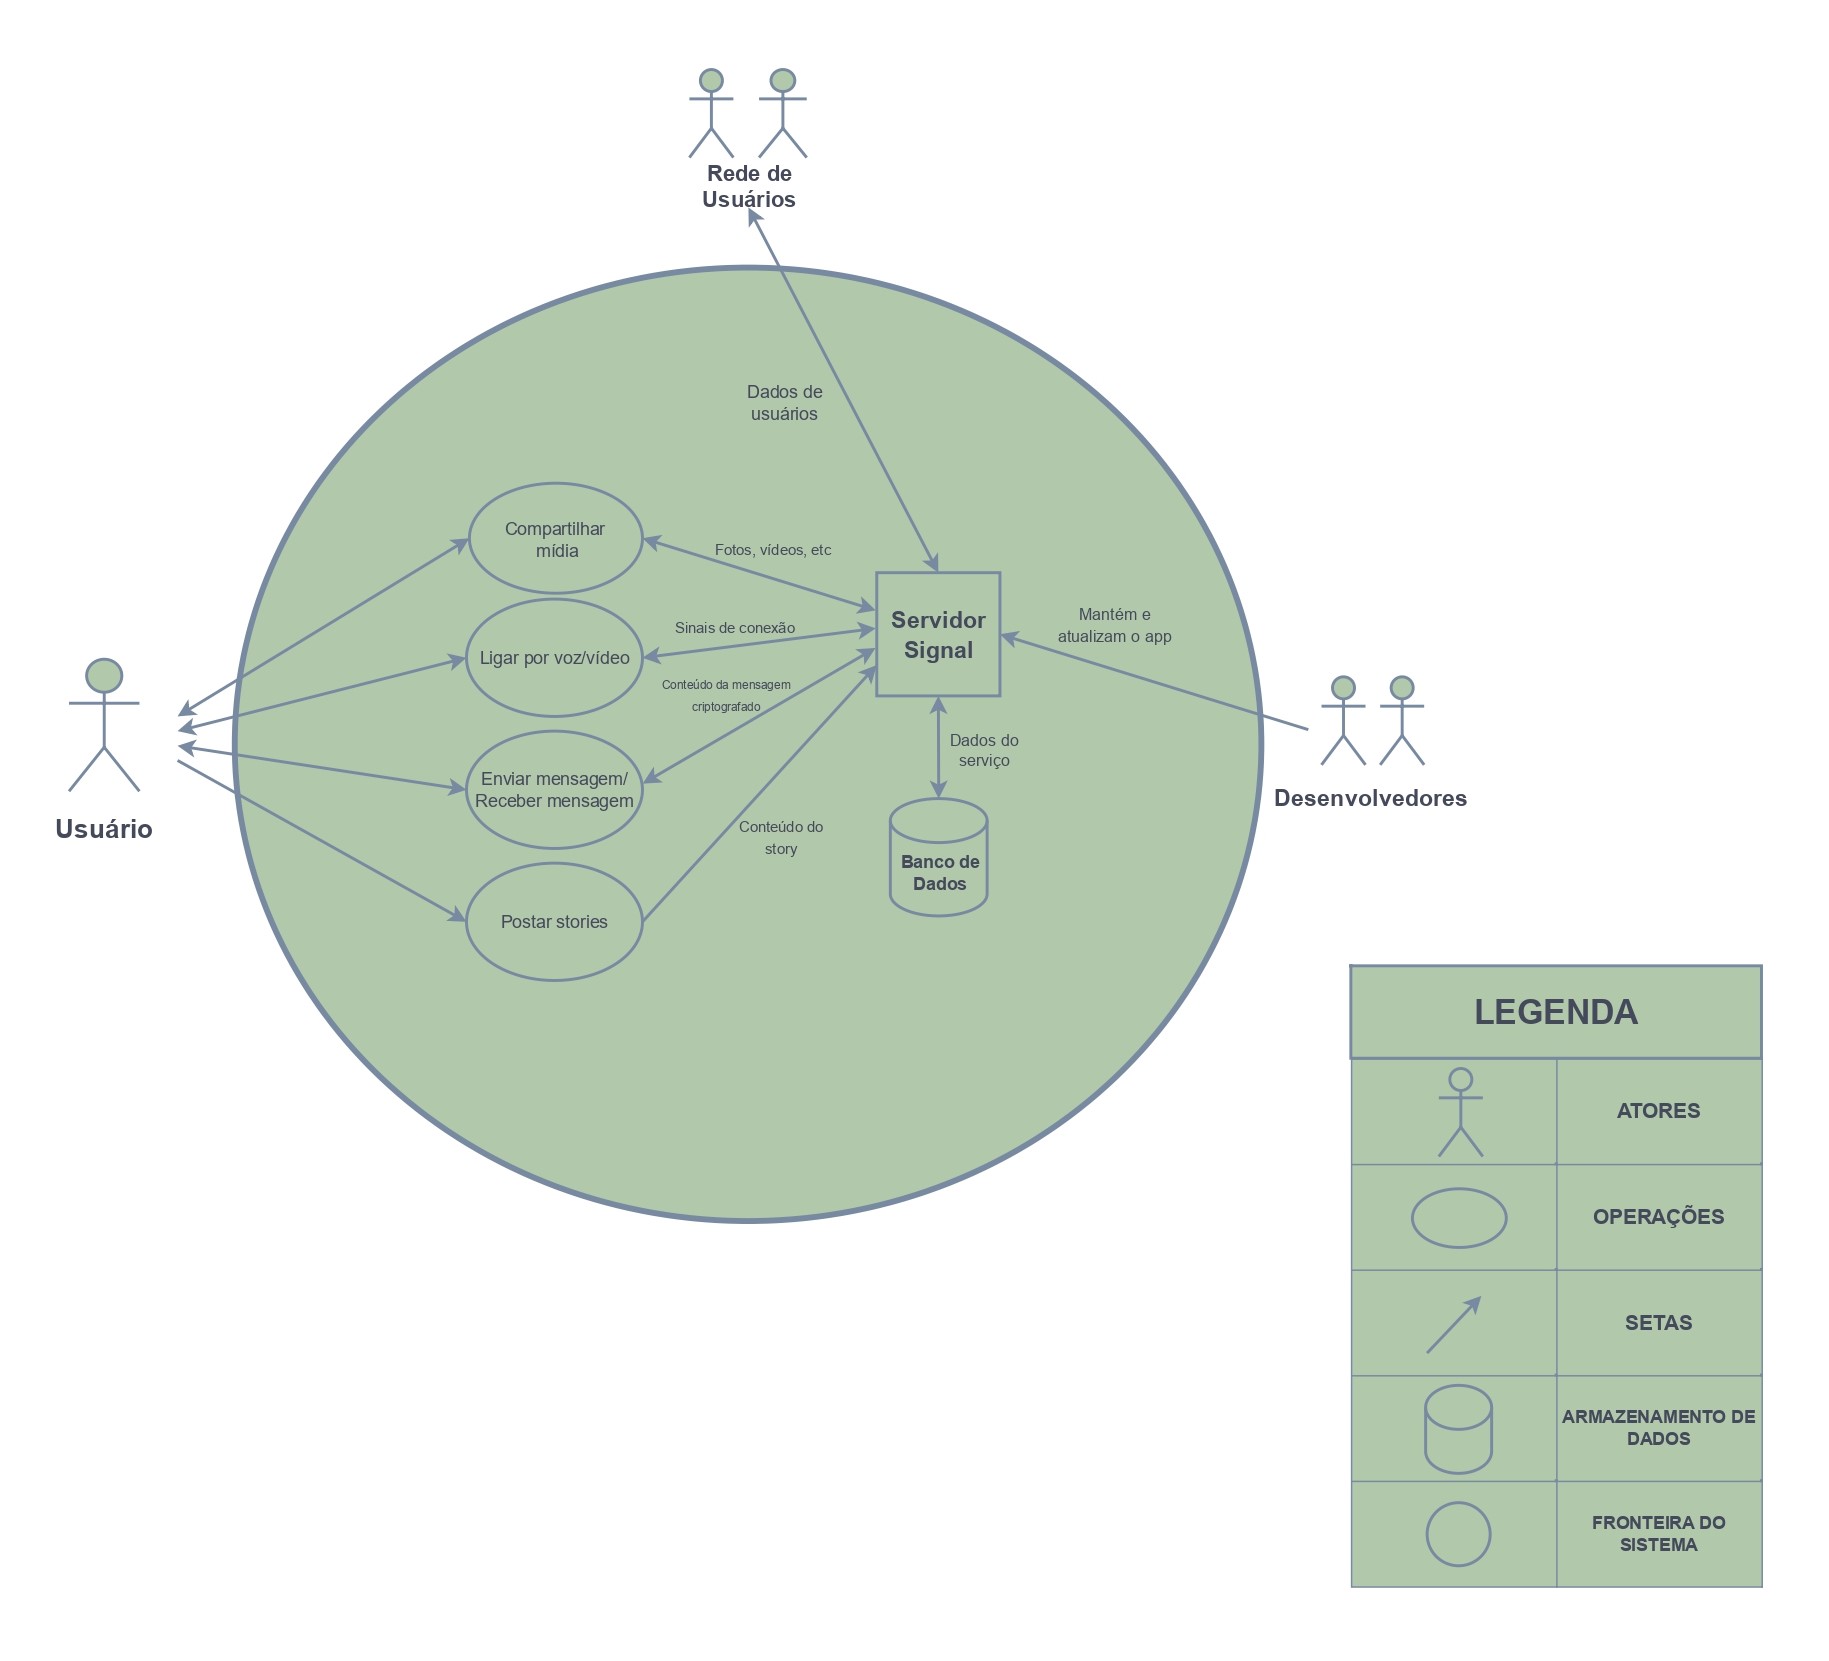 Rede de
Usuários
Dados de
usuários
Compartilhar
mídia
Fotos, vídeos, etc
Servidor
Signal
Mantém e
atualizam o app
Sinais de conexão
Ligar por voz/vídeo
Conteúdo da mensagem
criptografado
Dados do
serviço
Enviar mensagem/
Receber mensagem
Desenvolvedores
Usuário
Conteúdo do
story
Banco de
Dados
Postar stories
LEGENDA
ATORES
OPERAÇÕES
SETAS
ARMAZENAMENTO DE
DADOS
FRONTEIRA DO
SISTEMA